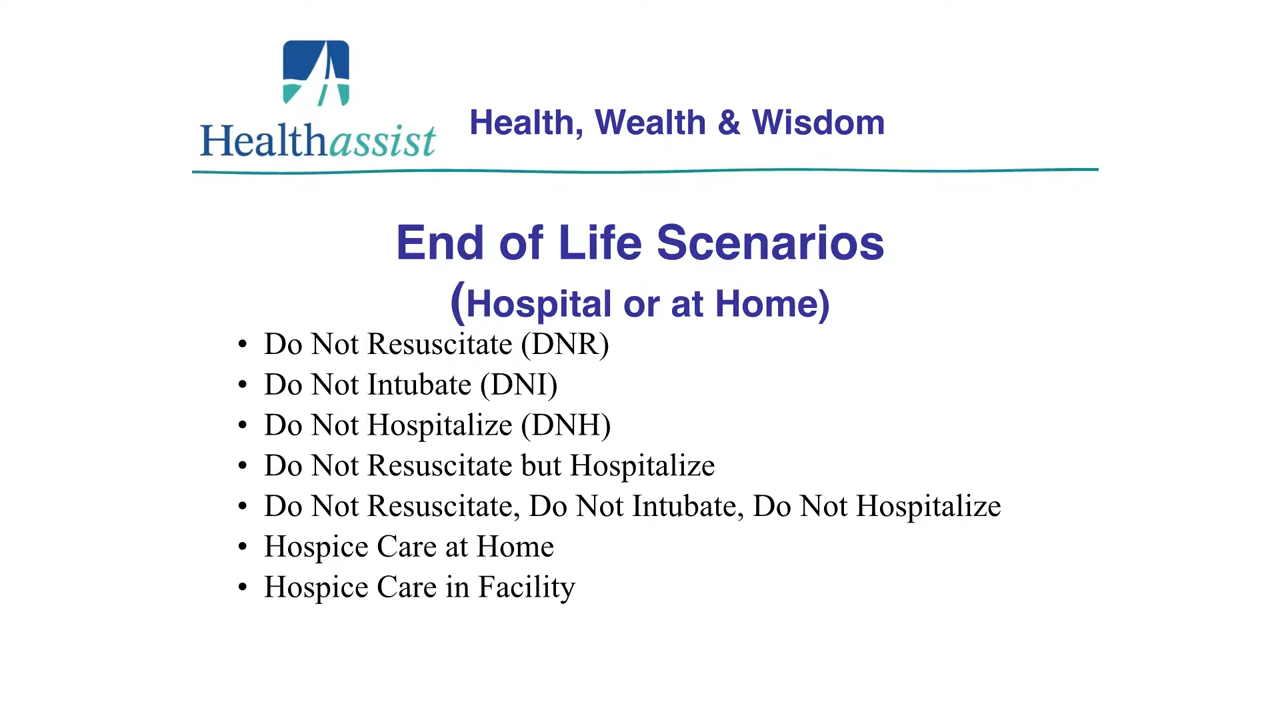 Healthassist
Health, Wealth & Wisdom
End of Life Scenarios
(Hospital or at Home)
• Do Not Resuscitate (DNR)
• Do Not Intubate (DNI)
• Do Not Hospitalize (DNH)
• Do Not Resuscitate but Hospitalize
• Do Not Resuscitate, Do Not Intubate, Do Not Hospitalize
• Hospice Care at Home
• Hospice Care in Facility